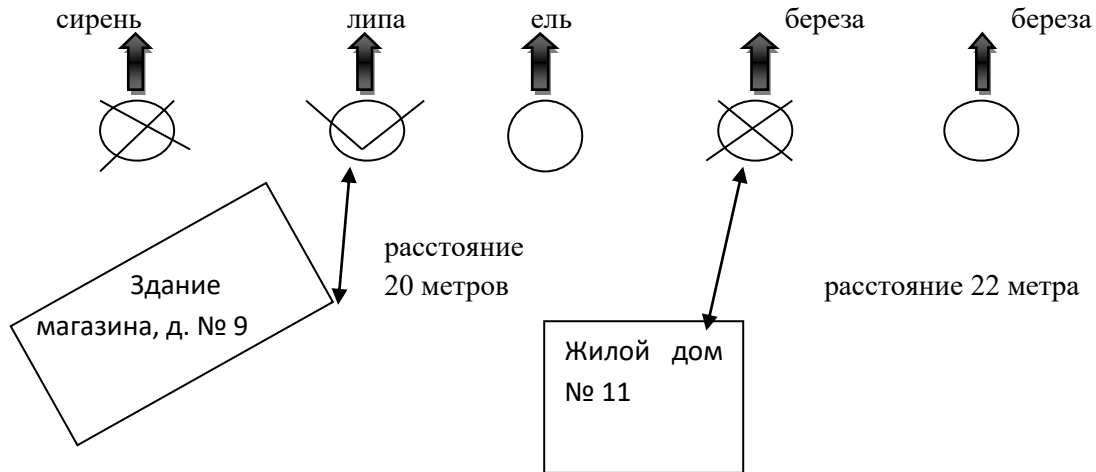 сирень липа ель береза береза
расстояние
20 метров
Здание
магазина, д. № 9
расстояние 22 метра
Жилой дом
№ 11